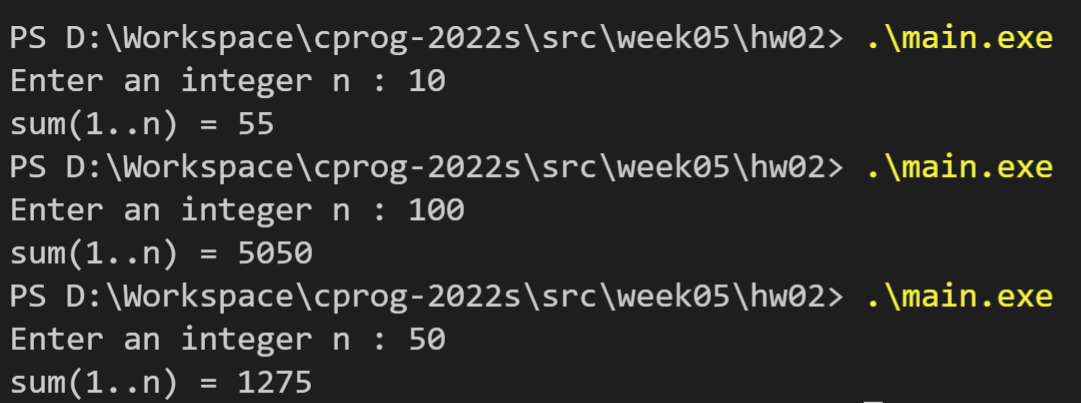 PS D:\Workspace\cprog-2022s\src\week05\hw02> .\main.exe
Enter an integer n : 10
sum(1..n) = 55
PS D:\Workspace\cprog-2022s\src\week05\hw02> .\main.exe
Enter an integer n : 100
sum(1..n) = 5050
PS D:\Workspace\cprog-2022s\src\week05\hw02> .\main.exe
Enter an integer n : 50
sum(1..n) = 1275